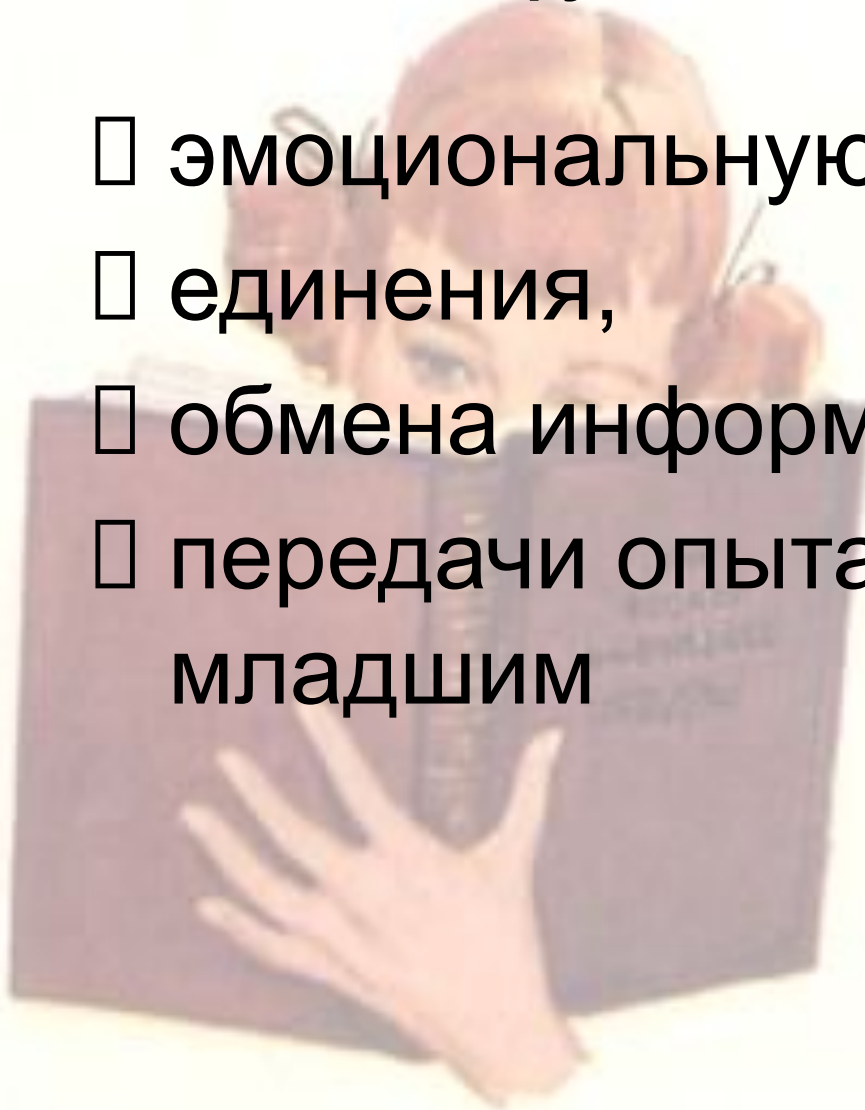 эмоциональную
единения,
обмена информ
передачи опыта
младшим